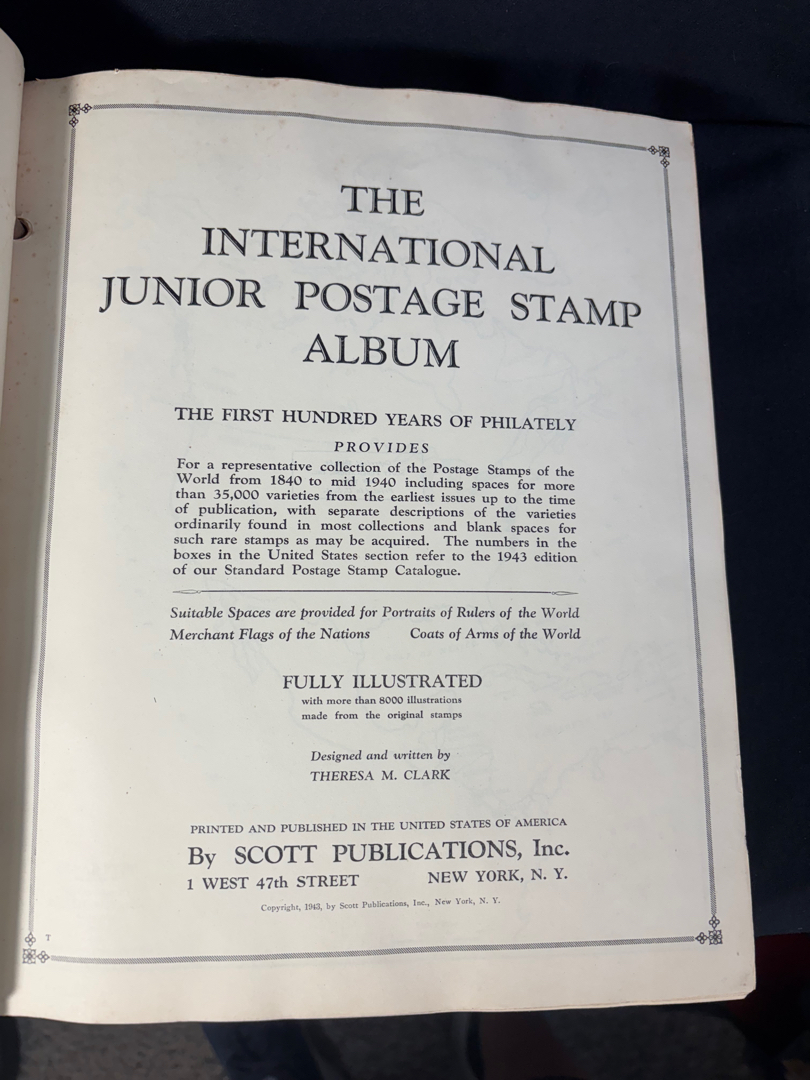 THE
INTERNATIONAL
JUNIOR POSTAGE STAMP
ALBUM
THE FIRST HUNDRED YEARS OF PHILATELY
PROVIDES
For a representative collection of the Postage Stamps of the
World from 1840 to mid 1940 including spaces for more
than 35,000 varieties from the earliest issues up to the time
of publication, with separate descriptions of the varieties
ordinarily found in most collections and blank spaces for
such rare stamps as may be acquired. The numbers in the
boxes in the United States section refer to the 1943 edition
of our Standard Postage Stamp Catalogue.
Suitable Spaces are provided for Portraits of Rulers of the World
Merchant Flags of the Nations Coats of Arms of the World
FULLY ILLUSTRATED
with more than 8000 illustrations
made from the original stamps
Designed and written by
THERESA M. CLARK
PRINTED AND PUBLISHED IN THE UNITED STATES OF AMERICA
By SCOTT PUBLICATIONS, Inc.
1 WEST 47th STREET NEW YORK, N. Y.
Copyright, 1943, by Scott Publications, Inc., New York, N. Y.
T